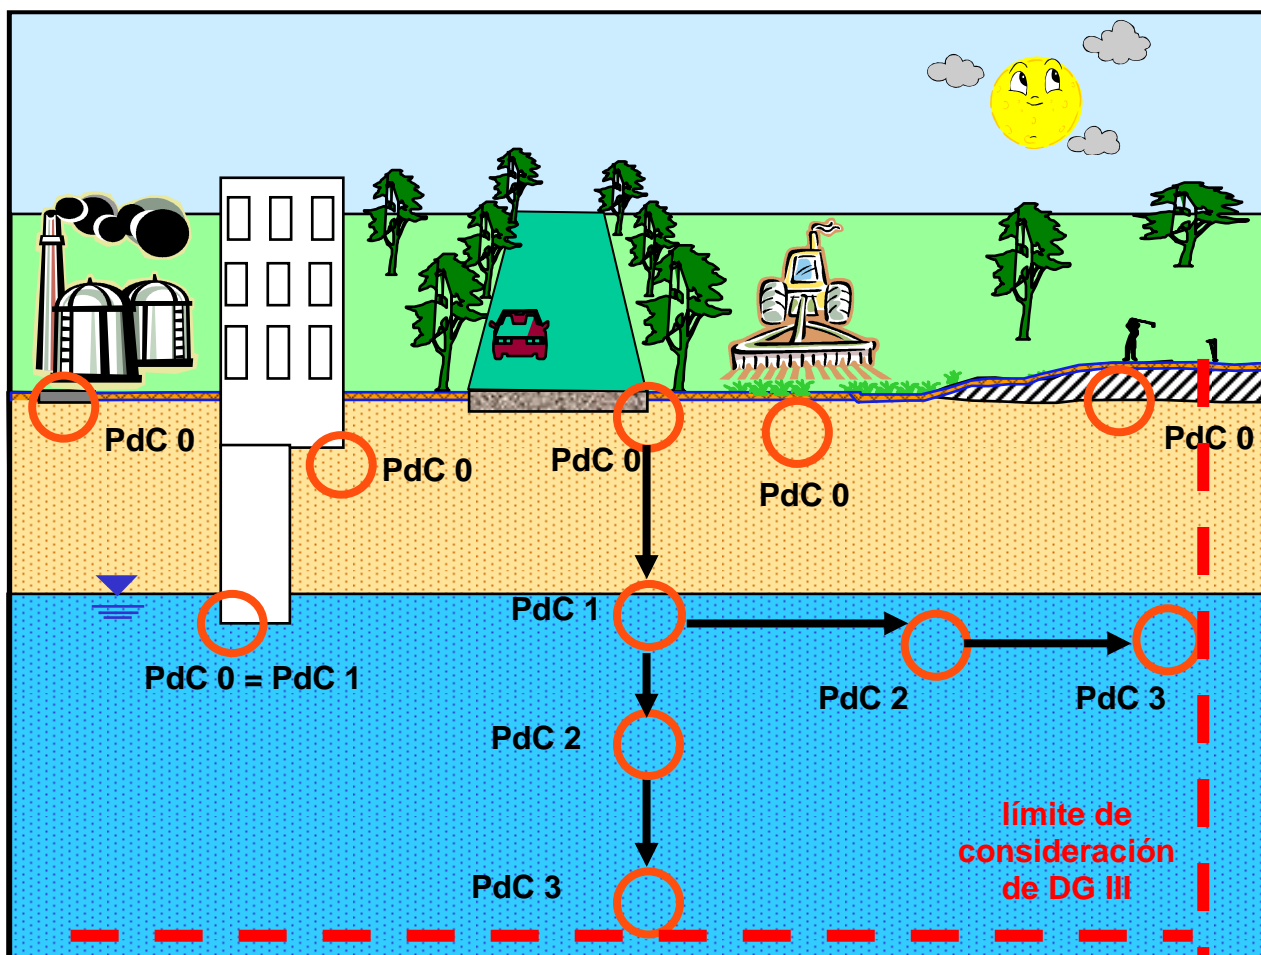 PdC 0
PdC 0
PdC 0
PdC 0
PdC 0
PdC 1
PdC 0 = PdC 1
PdC 2
PdC 3
PdC 2
límite de
consideración
de DG III
PdC 3